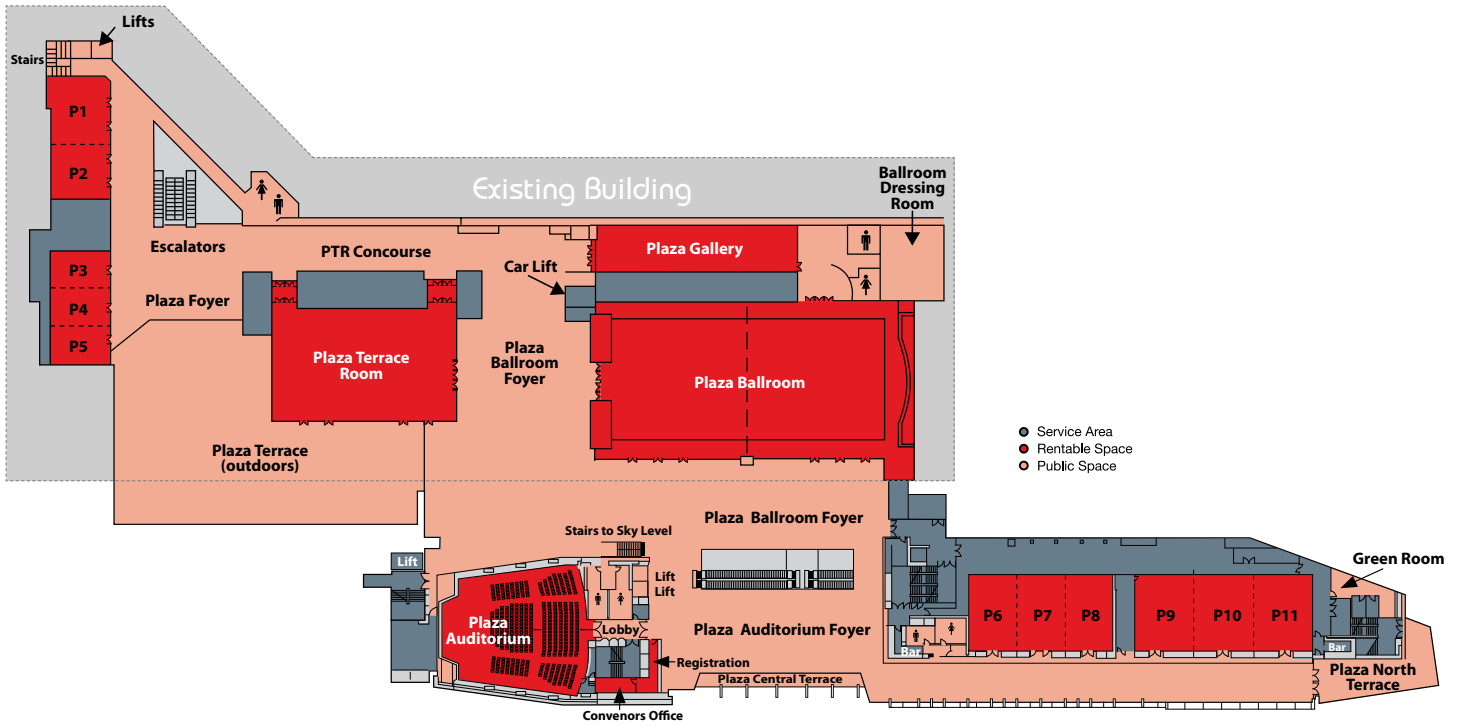 Lifts
Stairs
P1
P2
Existing Building
Ballroom
Dressing
Room
Escalators
PTR Concourse
Plaza Gallery
Car Lift
P3
P4
P5
Plaza Foyer
Plaza Terrace
Room
Plaza
Ballroom
Foyer
Plaza Ballroom
Plaza Terrace
(outdoors)
Service Area
Rentable Space
Public Space
Plaza Ballroom Foyer
Stairs to Sky Level
Lift
Lift
Lift
Green Room
Plaza
Auditorium
Lobby
Plaza Auditorium Foyer
P6
P7
P8
P9
P10
P11
Bar
Bar
Registration
Plaza Central Terrace
Plaza North
Terrace
Convenors Office